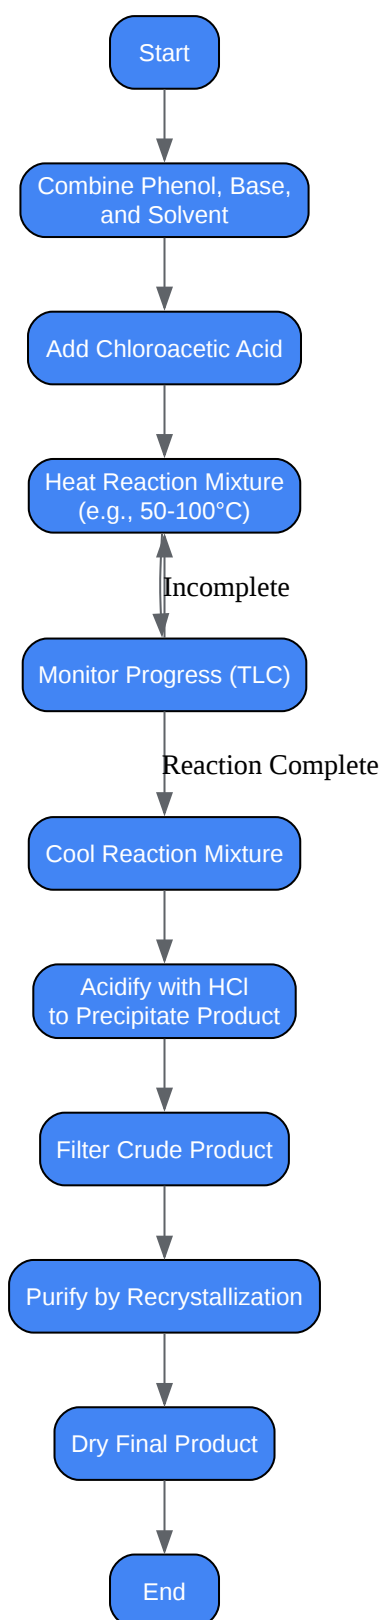 Start
Combine Phenol, Base,
and Solvent
Add Chloroacetic Acid
Heat Reaction Mixture
(e.g., 50-100°C)
Incomplete
Monitor Progress (TLC)
Reaction Complete
Cool Reaction Mixture
Acidify with HCl
to Precipitate Product
Filter Crude Product
Purify by Recrystallization
Dry Final Product
End